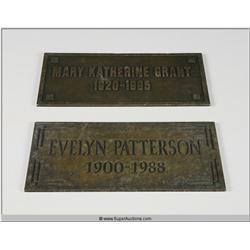 MARY KATHERINE GRANT
1920-1995
EVELYN PATTERSON
1900-1988
© www.SuperAuctions.com